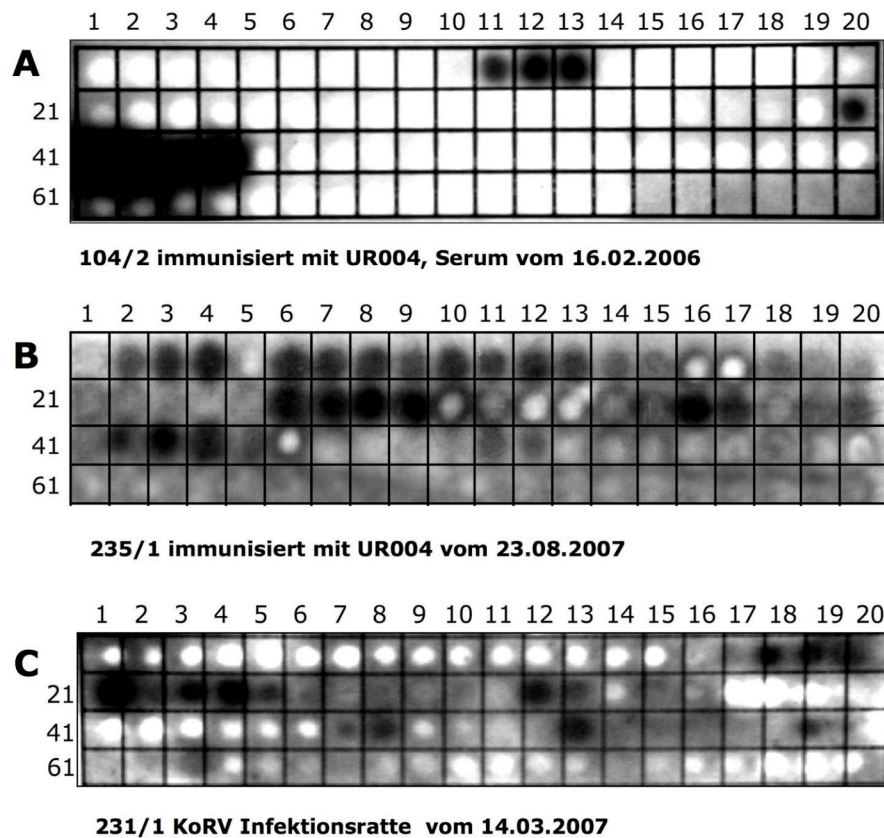 1 2 3 4 5 6 7 8 9 10 11 12 13 14 15 16 17 18 19 20
A
21
41
61
104/2 immunisiert mit UR004, Serum vom 16.02.2006
1 2 3 4 5 6 7 8 9 10 11 12 13 14 15 16 17 18 19 20
B
21
41
61
235/1 immunisiert mit UR004 vom 23.08.2007
1 2 3 4 5 6 7 8 9 10 11 12 13 14 15 16 17 18 19 20
C
21
41
61
231/1 KoRV Infektionsratte vom 14.03.2007